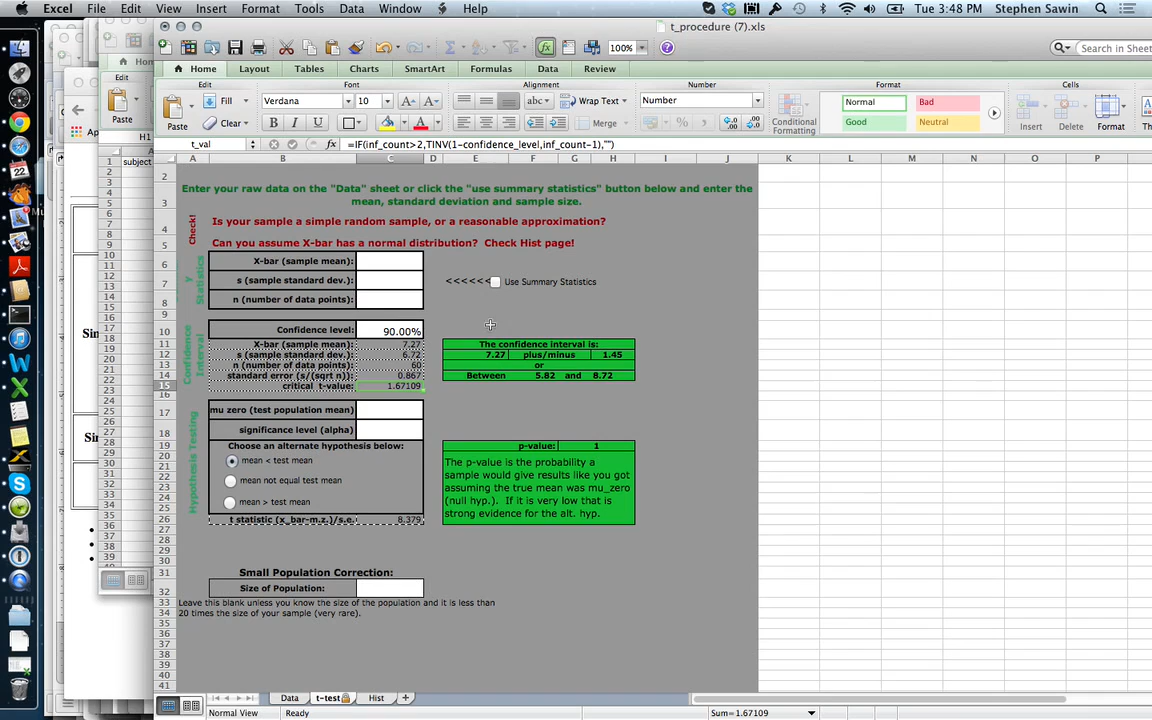 Excel File Edit View Insert Format Tools Data Window Help Tue 3:48 PM Stephen Sawin
t_procedure (7).xls
100% Search in Sheet
Home Layout Tables Charts SmartArt Formulas Data Review
Edit Font Alignment Number Format Cells
Paste Fill Clear Verdana 10 B I U abc Wrap Text Merge Number % Conditional Formatting Normal Bad Good Neutral Format
t_val fx =IF(inf_count>2,TINV(1-confidence_level,inf_count-1),"")
A B C D E F G H I J K L M N
Enter your raw data on the "Data" sheet or click the "use summary statistics" button below and enter the
mean, standard deviation and sample size.
Check!
Is your sample a simple random sample, or a reasonable approximation?
Can you assume X-bar has a normal distribution? Check Hist page!
Statistics
X-bar (sample mean):
s (sample standard dev.): <<<<<< Use Summary Statistics
n (number of data points):
Confidence Interval
Confidence level: 90.00%
X-bar (sample mean): 7.27 The confidence interval is:
s (sample standard dev.): 6.72 7.27 plus/minus 1.45
n (number of data points): 60 or
standard error (s/(sqrt n)): 0.867 Between 5.82 and 8.72
critical t-value: 1.67109
Hypothesis Testing
mu zero (test population mean)
significance level (alpha)
Choose an alternate hypothesis below: p-value: 1
mean < test mean
mean not equal test mean
mean > test mean
The p-value is the probability a
sample would give results like you got
assuming the true mean was mu_zero
(null hyp.). If it is very low that is
strong evidence for the alt. hyp.
t statistic (x_bar-m.z.)/s.e. 8.379
Small Population Correction:
Size of Population:
Leave this blank unless you know the size of the population and it is less than
20 times the size of your sample (very rare).
Data t-test Hist +
Normal View Ready Sum=1.67109